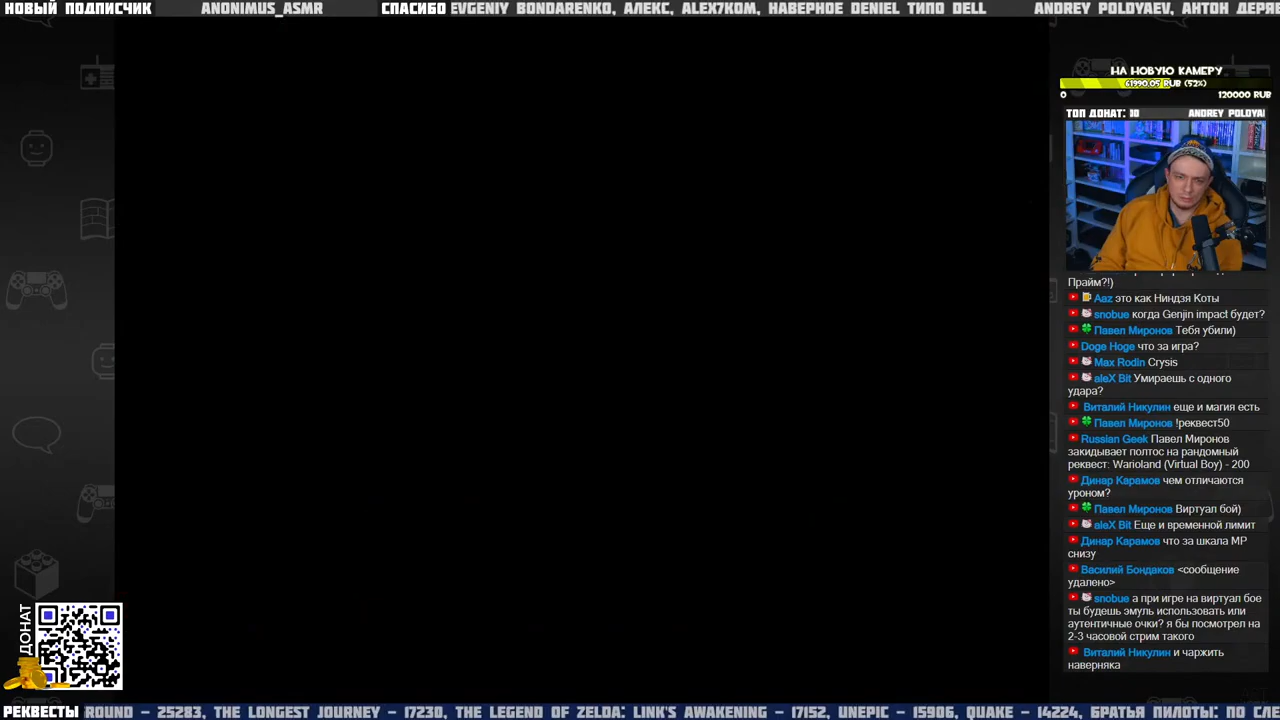 НОВЫЙ ПОДПИСЧИК ANONIMUS_ASMR СПАСИБО EVGENIY BONDARENKO, АЛЕКС, ALEX7KOM, НАВЕРНОЕ DENIEL ТИПО DELL ANDREY POLDYAEV, АНТОН ДЕРЯВ
НА НОВУЮ КАМЕРУ
61990.05 RUB (52%)
0 120000 RUB
ТОП ДОНАТ: 10 ANDREY POLDYAI
Прайм?!)
Aaz это как Ниндзя Коты
snobue когда Genjin impact будет?
Павел Миронов Тебя убили)
Doge Hoge что за игра?
Max Rodin Crysis
aleX Bit Умираешь с одного
удара?
Виталий Никулин еще и магия есть
Павел Миронов !реквест50
Russian Geek Павел Миронов
закидывает полтос на рандомный
реквест: Warioland (Virtual Boy) - 200
Динар Карамов чем отличаются
уроном?
Павел Миронов Виртуал бой)
aleX Bit Еще и временной лимит
Динар Карамов что за шкала MP
снизу
Василий Бондаков <сообщение
удалено>
snobue а при игре на виртуал бое
ты будешь эмуль использовать или
аутентичные очки? я бы посмотрел на
2-3 часовой стрим такого
Виталий Никулин и чаржить
наверняка
ДОНАТ
РЕКВЕСТЫ ROUND - 25283, THE LONGEST JOURNEY - 17230, THE LEGEND OF ZELDA: LINK'S AWAKENING - 17152, UNEPIC - 15906, QUAKE - 14224, БРАТЬЯ ПИЛОТЫ: ПО СЛЕ